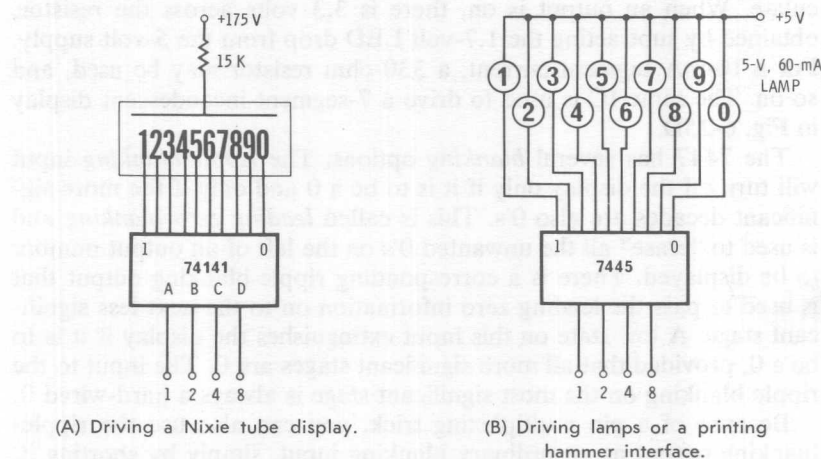 +175 V
15 K
1234567890
1 0
74141
A B C D
1 2 4 8
(A) Driving a Nixie tube display.
+5 V
5-V, 60-mA
LAMP
1 3 5 7 9
2 4 6 8 0
1 0
7445
1 2 4 8
(B) Driving lamps or a printing-
hammer interface.